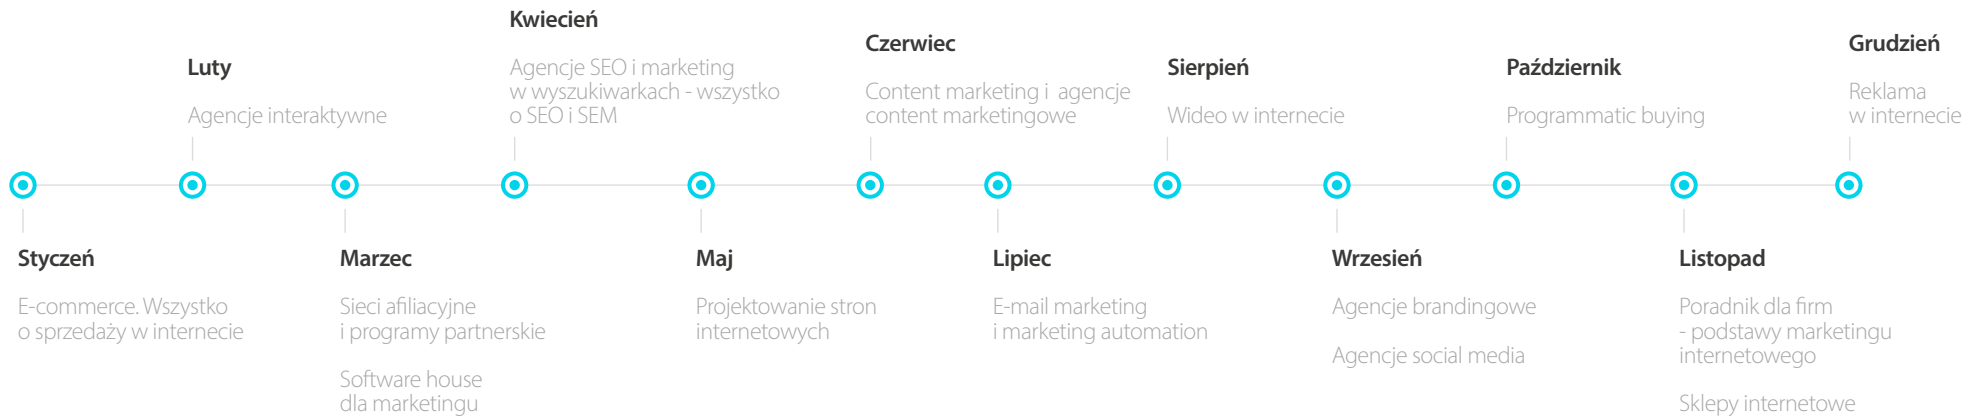 Styczeń
E-commerce. Wszystko
o sprzedaży w internecie
Luty
Agencje interaktywne
Marzec
Sieci afiliacyjne
i programy partnerskie
Software house
dla marketingu
Kwiecień
Agencje SEO i marketing
w wyszukiwarkach - wszystko
o SEO i SEM
Maj
Projektowanie stron
internetowych
Czerwiec
Content marketing i agencje
content marketingowe
Lipiec
E-mail marketing
i marketing automation
Sierpień
Wideo w internecie
Wrzesień
Agencje brandingowe
Agencje social media
Październik
Programmatic buying
Listopad
Poradnik dla firm
- podstawy marketingu
internetowego
Sklepy internetowe
Grudzień
Reklama
w internecie